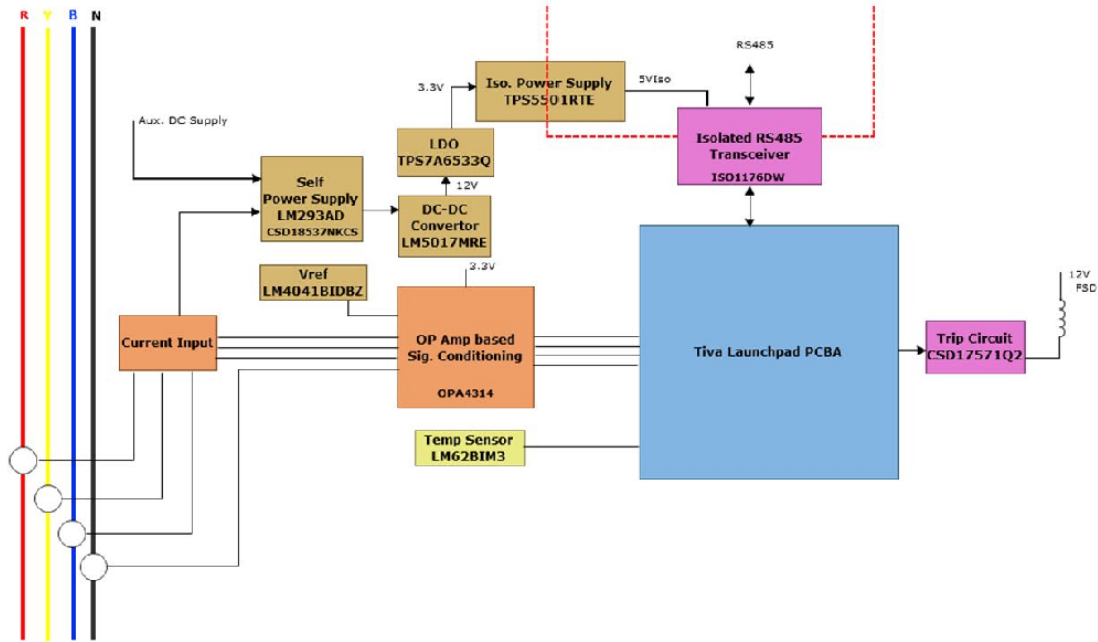 R Y B N
RS485
Iso. Power Supply
TPS5501RTE
5VIso
3.3V
Aux. DC Supply
LDO
TPS7A6533Q
Isolated RS485
Transceiver
ISO1176DW
12V
Self
Power Supply
LM293AD
CSD18537NKCS
DC-DC
Convertor
LM5017MRE
Vref
LM4041BIDBZ
3.3V
12V
FSD
Current Input
OP Amp based
Sig. Conditioning
OPA4314
Tiva Launchpad PCBA
Trip Circuit
CSD17571Q2
Temp Sensor
LM62BIM3